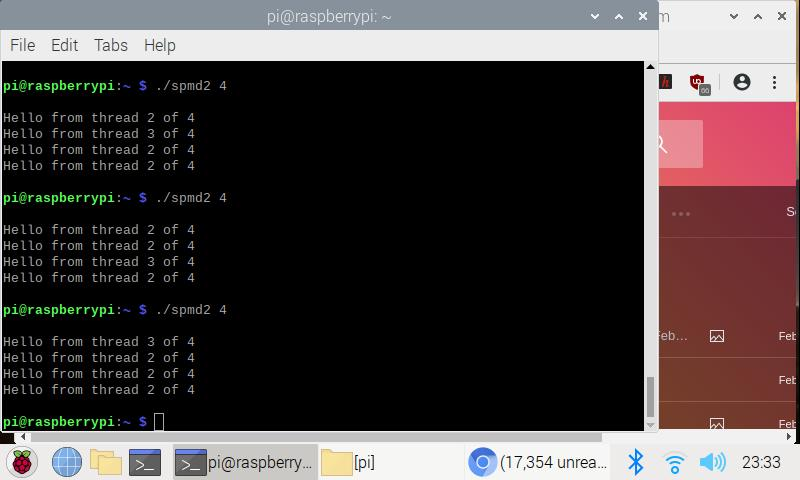 pi@raspberrypi: ~
File Edit Tabs Help
pi@raspberrypi:~ $ ./spmd2 4
Hello from thread 2 of 4
Hello from thread 3 of 4
Hello from thread 2 of 4
Hello from thread 2 of 4
pi@raspberrypi:~ $ ./spmd2 4
Hello from thread 2 of 4
Hello from thread 2 of 4
Hello from thread 3 of 4
Hello from thread 2 of 4
pi@raspberrypi:~ $ ./spmd2 4
Hello from thread 3 of 4
Hello from thread 2 of 4
Hello from thread 2 of 4
Hello from thread 2 of 4
pi@raspberrypi:~ $
m
h
66
S
Feb...
Feb
Feb
Feb
pi@raspberry...
[pi]
(17,354 unrea...
23:33